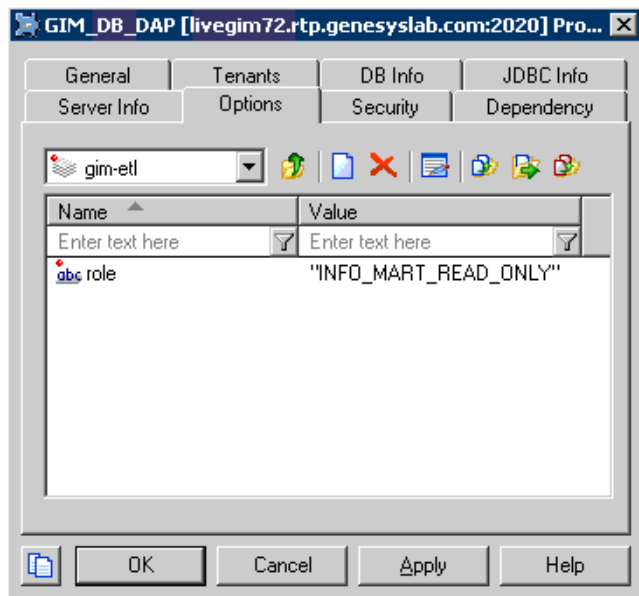 GIM_DB_DAP [livegim72.rtp.genesyslab.com:2020] Pro...
General Tenants DB Info JDBC Info
Server Info Options Security Dependency
gim-etl
Name Value
Enter text here Enter text here
abc role "INFO_MART_READ_ONLY"
OK Cancel Apply Help